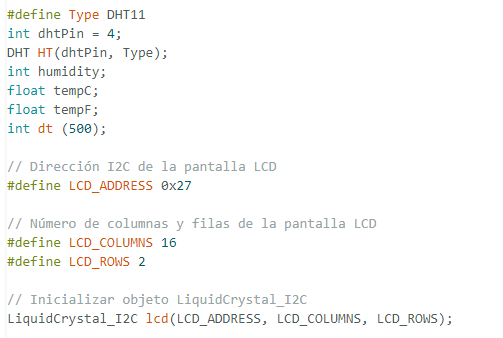 #define Type DHT11
int dhtPin = 4;
DHT HT(dhtPin, Type);
int humidity;
float tempC;
float tempF;
int dt (500);
// Dirección I2C de la pantalla LCD
#define LCD_ADDRESS 0x27
// Número de columnas y filas de la pantalla LCD
#define LCD_COLUMNS 16
#define LCD_ROWS 2
// Inicializar objeto LiquidCrystal_I2C
LiquidCrystal_I2C lcd(LCD_ADDRESS, LCD_COLUMNS, LCD_ROWS);